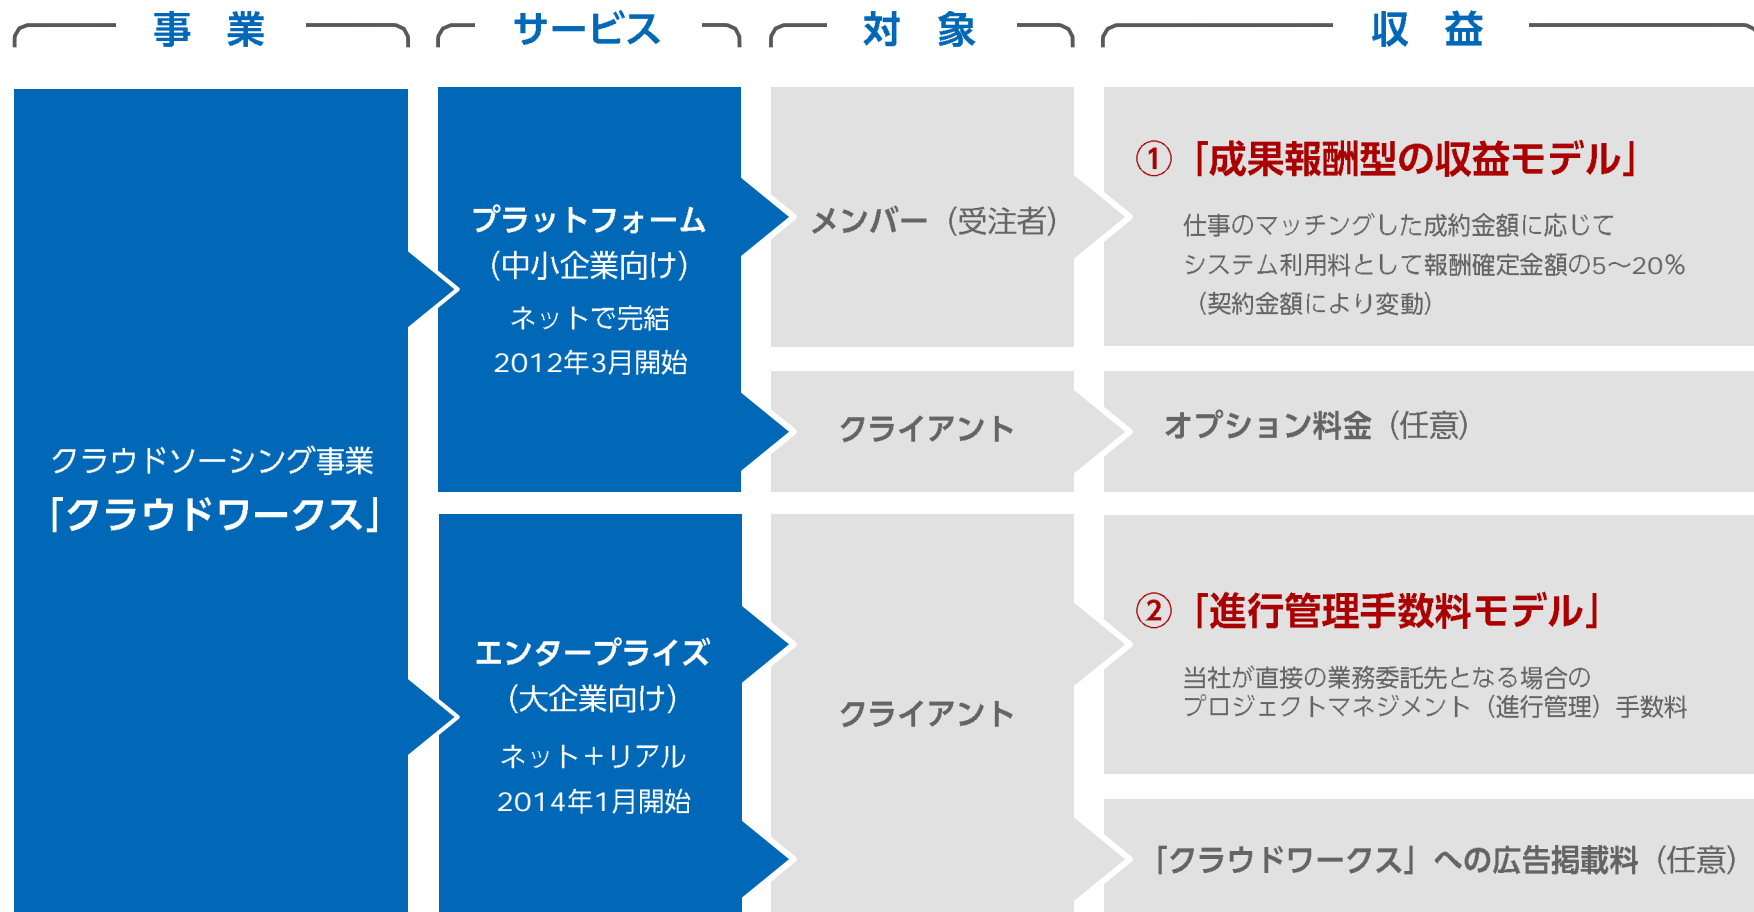 事業
サービス
対象
収益
クラウドソーシング事業
「クラウドワークス」
プラットフォーム
（中小企業向け）
ネットで完結
2012年3月開始
メンバー（受注者）
①「成果報酬型の収益モデル」
仕事のマッチングした成約金額に応じて
システム利用料として報酬確定金額の5〜20％
（契約金額により変動）
クライアント
オプション料金（任意）
エンタープライズ
（大企業向け）
ネット＋リアル
2014年1月開始
クライアント
②「進行管理手数料モデル」
当社が直接の業務委託先となる場合の
プロジェクトマネジメント（進行管理）手数料
「クラウドワークス」への広告掲載料（任意）